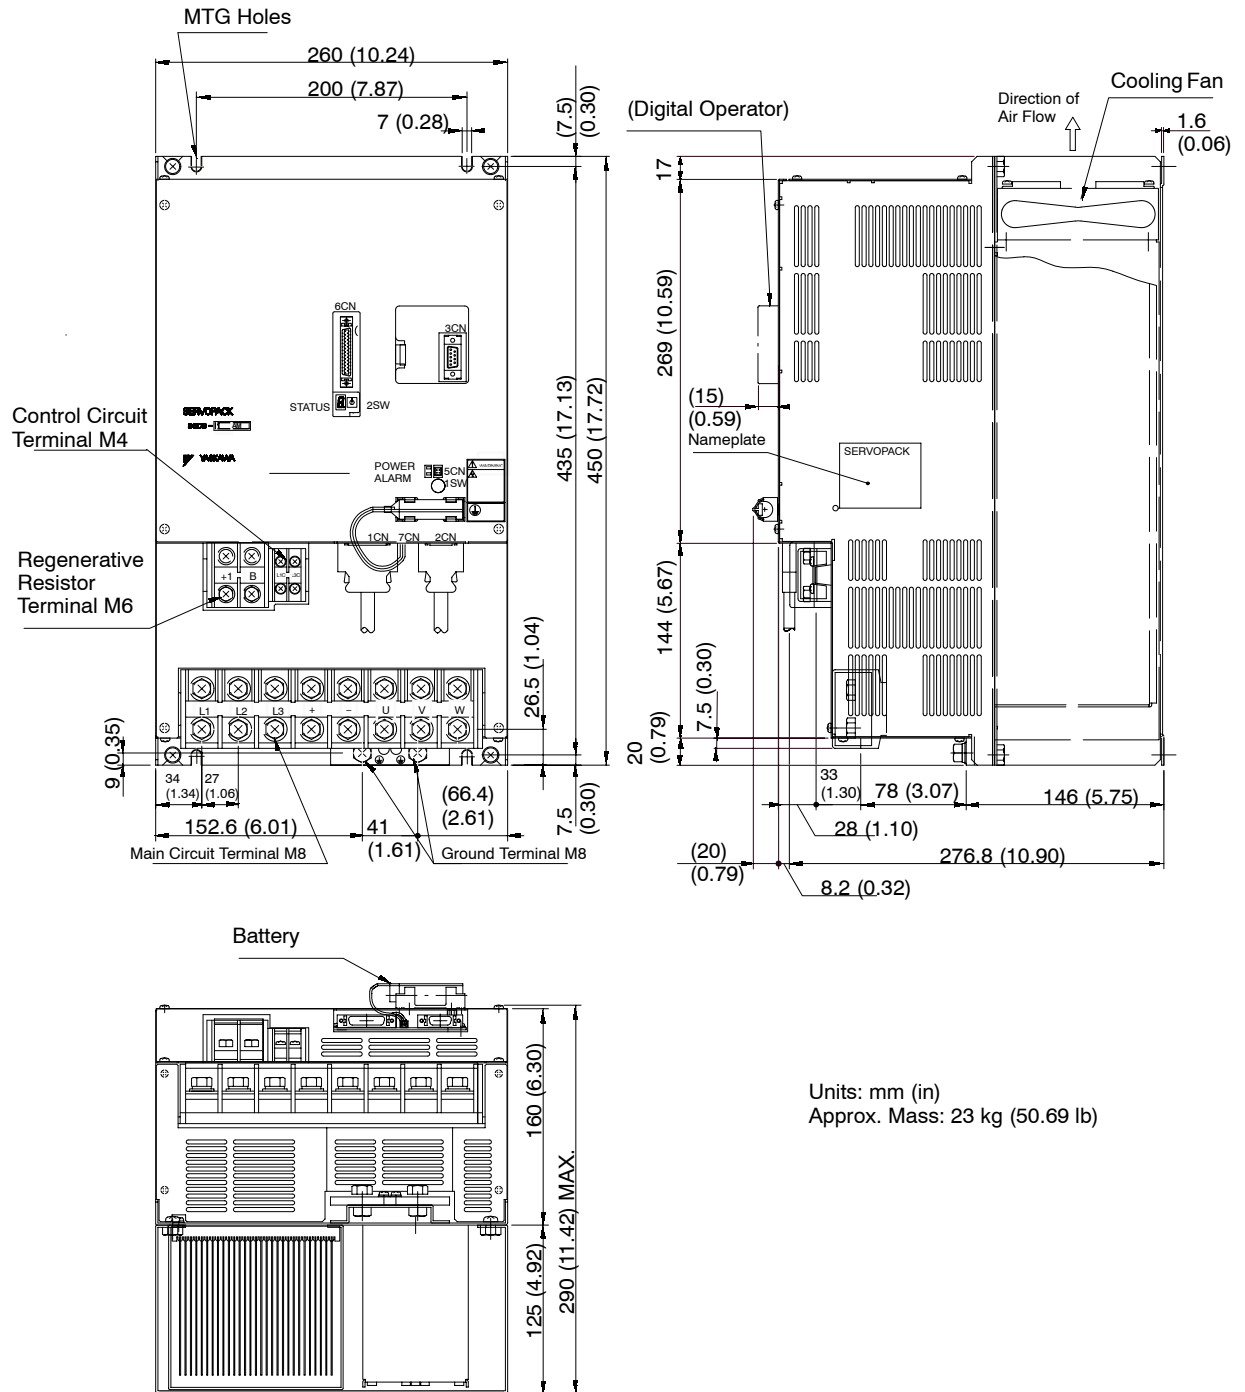 MTG Holes
260 (10.24)
200 (7.87)
7 (0.28)
(7.5)
(0.30)
435 (17.13)
450 (17.72)
6CN
3CN
STATUS
2SW
SERVOPACK
YASKAWA
POWER
ALARM
5CN
1SW
WARNING
1CN
7CN
2CN
Control Circuit
Terminal M4
Regenerative
Resistor
Terminal M6
+1
B
L1C
L2C
L1
L2
L3
+
−
U
V
W
26.5 (1.04)
9 (0.35)
34
(1.34)
27
(1.06)
152.6 (6.01)
41
(1.61)
(66.4)
(2.61)
7.5
(0.30)
Main Circuit Terminal M8
Ground Terminal M8
(Digital Operator)
Direction of
Air Flow
Cooling Fan
1.6
(0.06)
17
269 (10.59)
(15)
(0.59)
Nameplate
SERVOPACK
144 (5.67)
7.5 (0.30)
20
(0.79)
33
(1.30)
78 (3.07)
146 (5.75)
28 (1.10)
(20)
(0.79)
276.8 (10.90)
8.2 (0.32)
Battery
160 (6.30)
125 (4.92)
290 (11.42) MAX.
Units: mm (in)
Approx. Mass: 23 kg (50.69 lb)